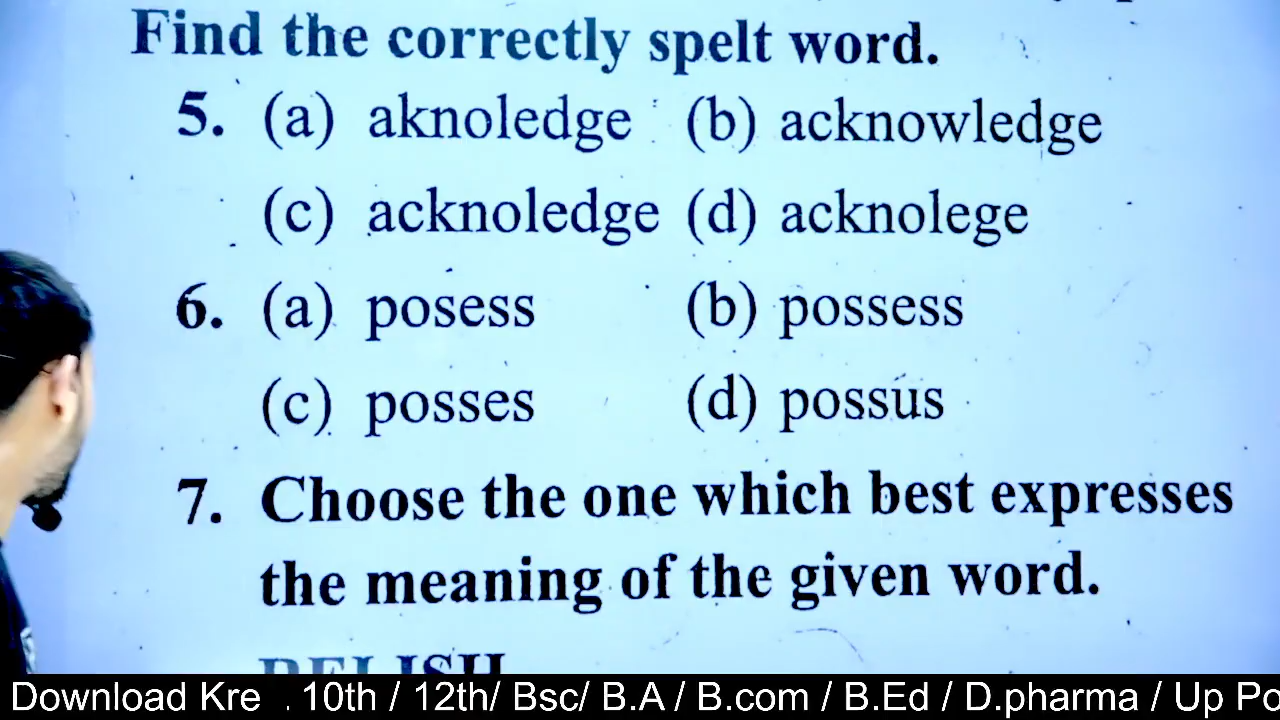 Find the correctly spelt word.
5. (a) aknoledge (b) acknowledge
(c) acknoledge (d) acknolege
6. (a) posess (b) possess
(c) posses (d) possus
7. Choose the one which best expresses
the meaning of the given word.
RELISH
Download Kre . 10th / 12th/ Bsc/ B.A / B.com / B.Ed / D.pharma / Up